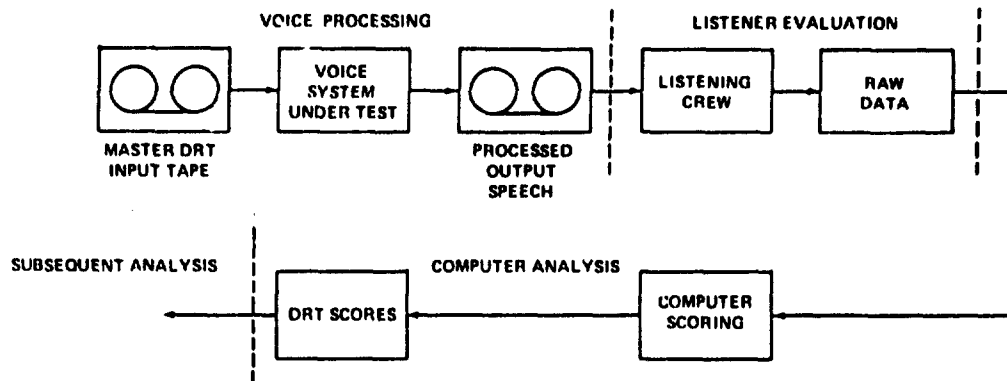 VOICE PROCESSING
LISTENER EVALUATION
VOICE
SYSTEM
UNDER TEST
LISTENING
CREW
RAW
DATA
MASTER DRT
INPUT TAPE
PROCESSED
OUTPUT
SPEECH
SUBSEQUENT ANALYSIS
COMPUTER ANALYSIS
DRT SCORES
COMPUTER
SCORING